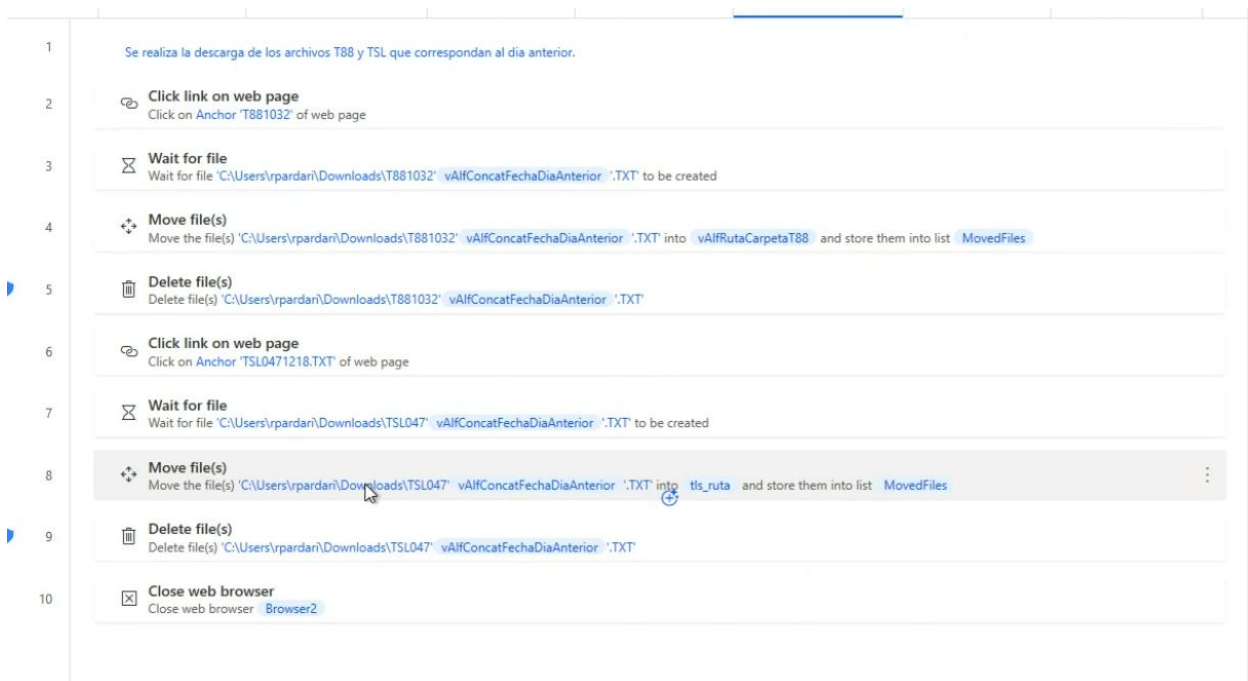 1
Se realiza la descarga de los archivos T88 y TSL que correspondan al dia anterior.
2
Click link on web page
Click on Anchor 'T881032' of web page
3
Wait for file
Wait for file 'C:\Users\rpardari\Downloads\T881032' vAlfConcatFechaDiaAnterior '.TXT' to be created
4
Move file(s)
Move the file(s) 'C:\Users\rpardari\Downloads\T881032' vAlfConcatFechaDiaAnterior '.TXT' into vAlfRutaCarpetaT88 and store them into list MovedFiles
5
Delete file(s)
Delete file(s) 'C:\Users\rpardari\Downloads\T881032' vAlfConcatFechaDiaAnterior '.TXT'
6
Click link on web page
Click on Anchor 'TSL0471218.TXT' of web page
7
Wait for file
Wait for file 'C:\Users\rpardari\Downloads\TSL047' vAlfConcatFechaDiaAnterior '.TXT' to be created
8
Move file(s)
Move the file(s) 'C:\Users\rpardari\Downloads\TSL047' vAlfConcatFechaDiaAnterior '.TXT' into tls_ruta and store them into list MovedFiles
9
Delete file(s)
Delete file(s) 'C:\Users\rpardari\Downloads\TSL047' vAlfConcatFechaDiaAnterior '.TXT'
10
Close web browser
Close web browser Browser2